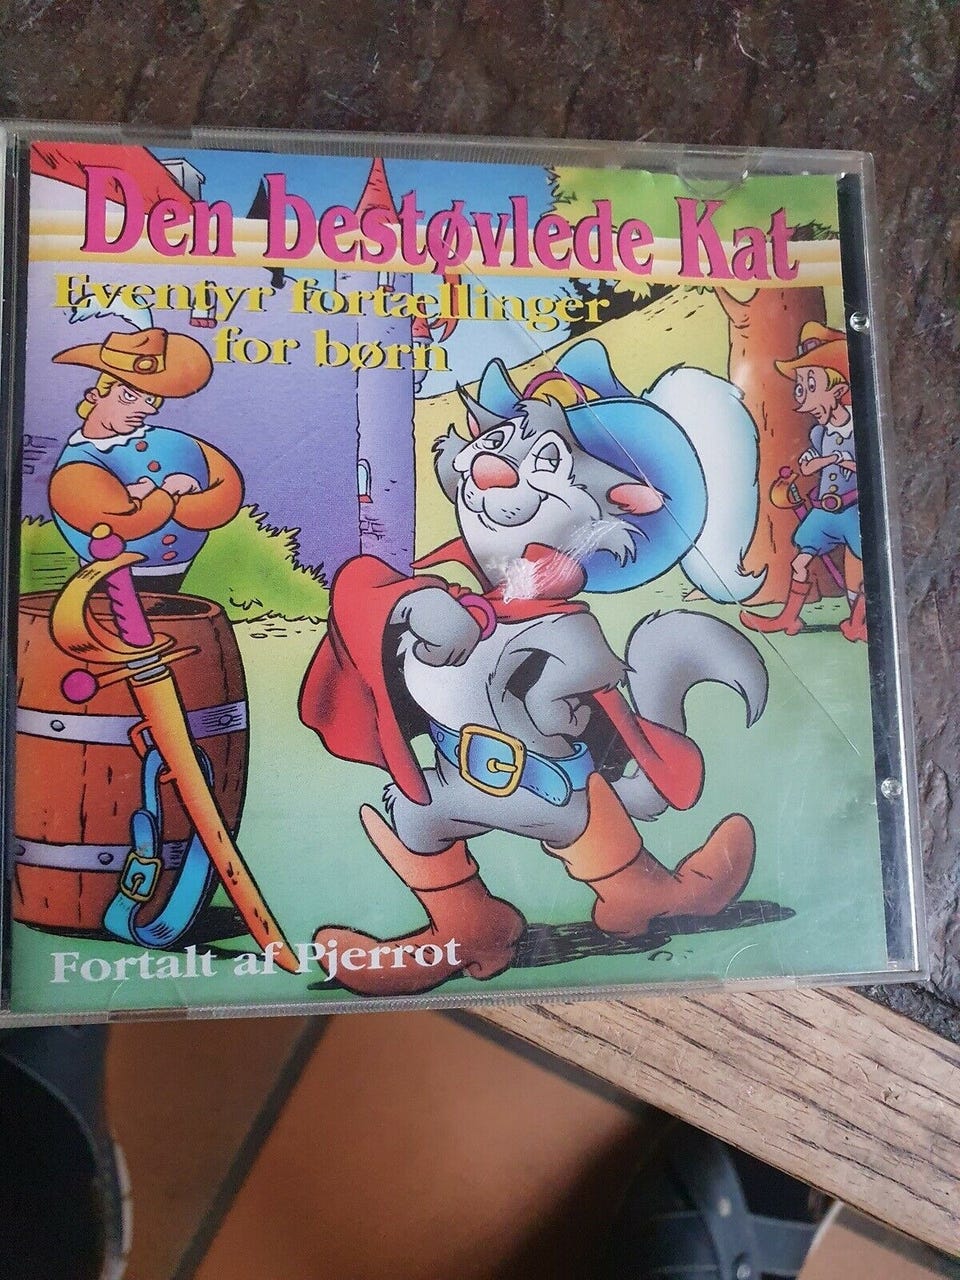 Den bestøvlede Kat
Eventyr fortællinger
for børn
Fortalt af Pjerrot